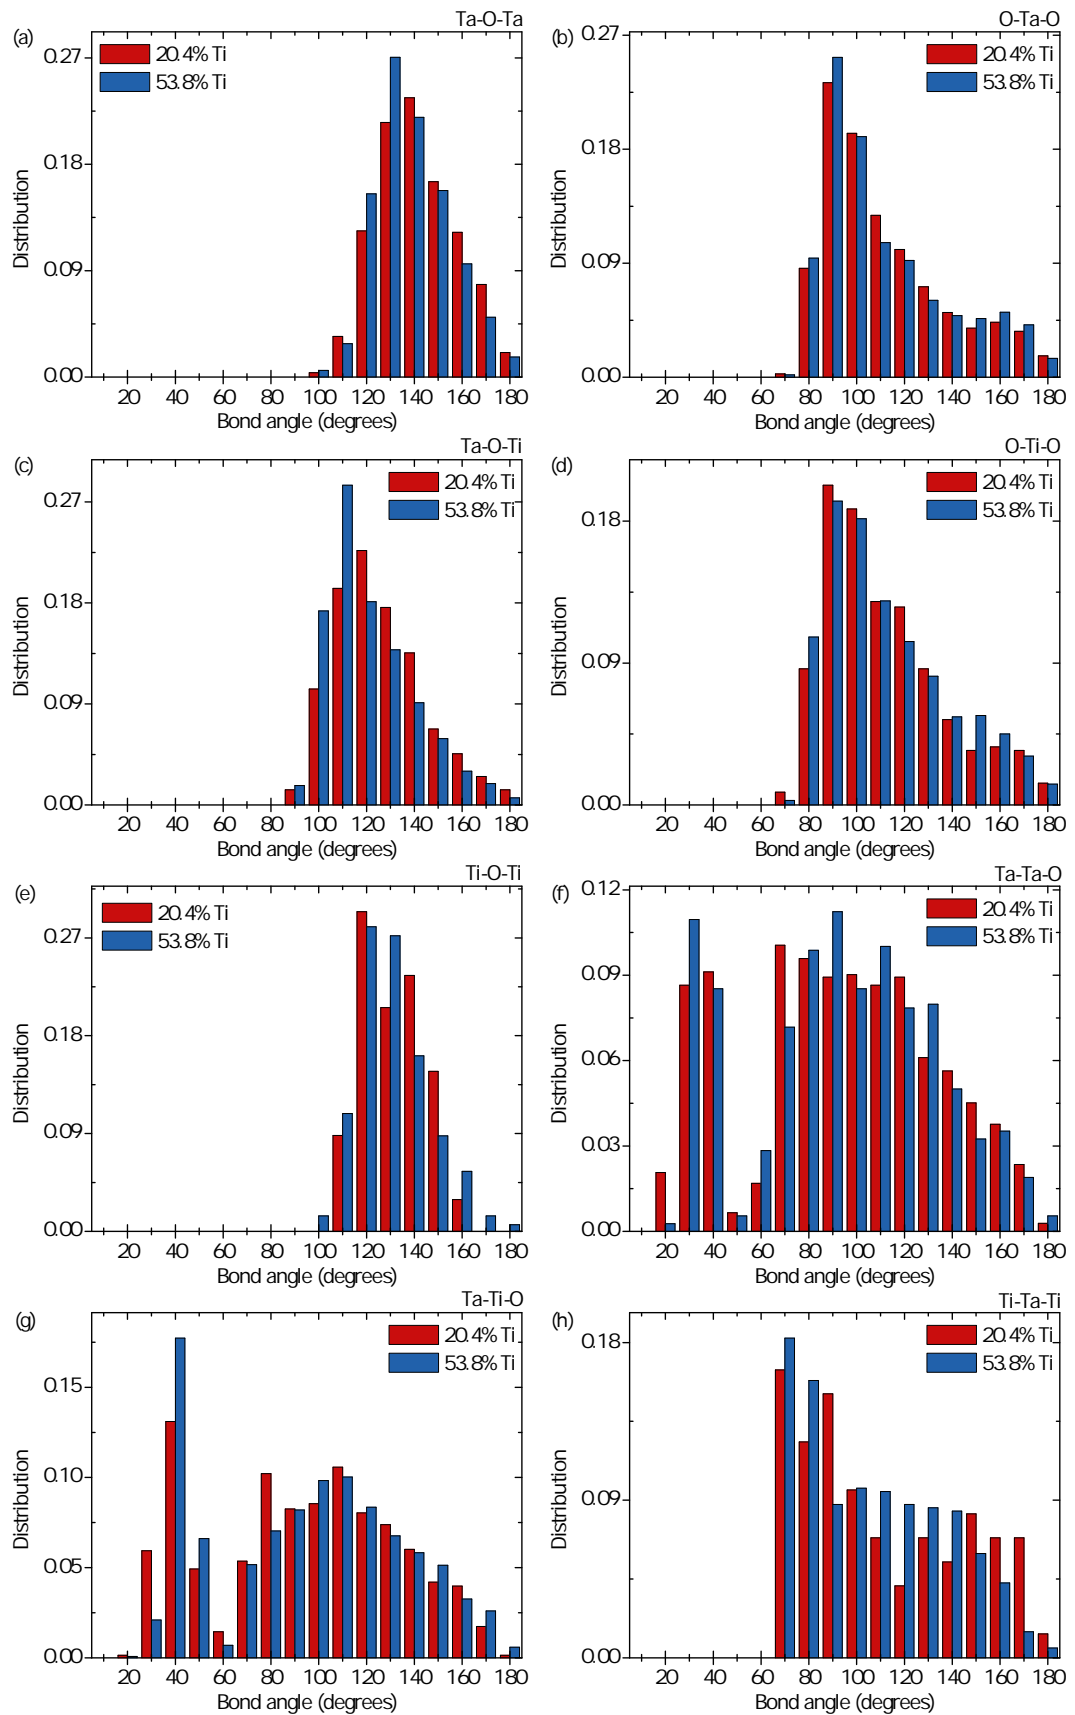 (a)
Ta-O-Ta
20.4% Ti
53.8% Ti
0.27
0.18
0.09
0.00
Distribution
20 40 60 80 100 120 140 160 180
Bond angle (degrees)
(b)
O-Ta-O
20.4% Ti
53.8% Ti
0.27
0.18
0.09
0.00
Distribution
20 40 60 80 100 120 140 160 180
Bond angle (degrees)
(c)
Ta-O-Ti
20.4% Ti
53.8% Ti
0.27
0.18
0.09
0.00
Distribution
20 40 60 80 100 120 140 160 180
Bond angle (degrees)
(d)
O-Ti-O
20.4% Ti
53.8% Ti
0.18
0.09
0.00
Distribution
20 40 60 80 100 120 140 160 180
Bond angle (degrees)
(e)
Ti-O-Ti
20.4% Ti
53.8% Ti
0.27
0.18
0.09
0.00
Distribution
20 40 60 80 100 120 140 160 180
Bond angle (degrees)
(f)
Ta-Ta-O
20.4% Ti
53.8% Ti
0.12
0.09
0.06
0.03
0.00
Distribution
20 40 60 80 100 120 140 160 180
Bond angle (degrees)
(g)
Ta-Ti-O
20.4% Ti
53.8% Ti
0.15
0.10
0.05
0.00
Distribution
20 40 60 80 100 120 140 160 180
Bond angle (degrees)
(h)
Ti-Ta-Ti
20.4% Ti
53.8% Ti
0.18
0.09
0.00
Distribution
20 40 60 80 100 120 140 160 180
Bond angle (degrees)